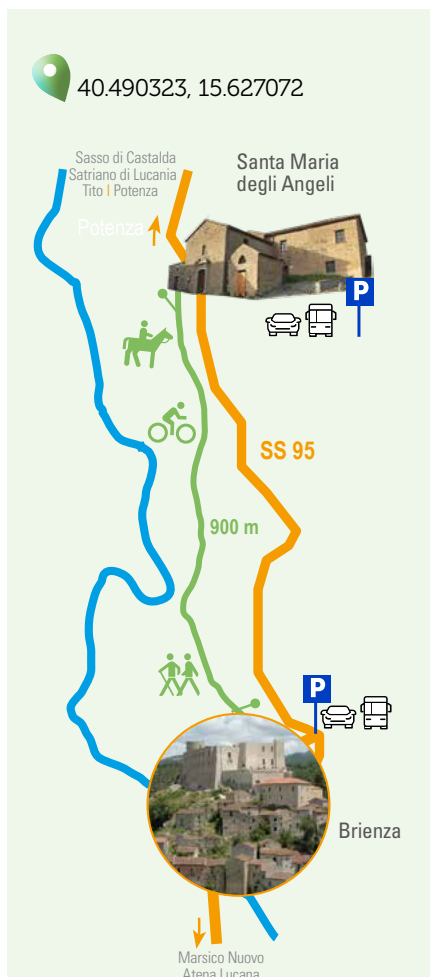 40.490323, 15.627072
Sasso di Castalda
Satriano di Lucania
Tito | Potenza
Santa Maria
degli Angeli
Potenza
P
SS 95
900 m
P
Brienza
Marsico Nuovo
Atena Lucana